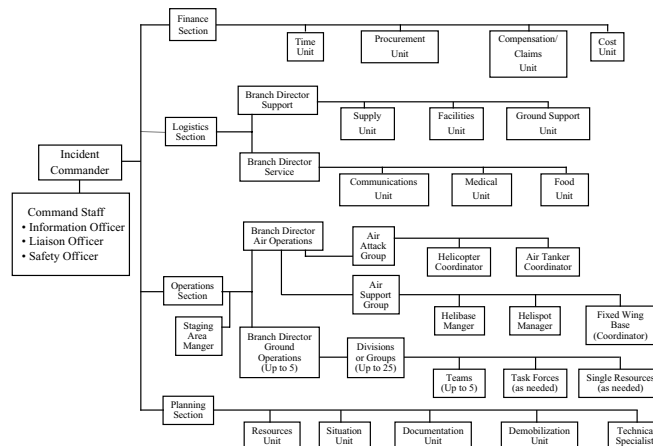 Finance
Section
Time
Unit
Procurement
Unit
Compensation/
Claims
Unit
Cost
Unit
Branch Director
Support
Supply
Unit
Facilities
Unit
Ground Support
Unit
Logistics
Section
Branch Director
Service
Communications
Unit
Medical
Unit
Food
Unit
Incident
Commander
Command Staff
• Information Officer
• Liaison Officer
• Safety Officer
Branch Director
Air Operations
Air
Attack
Group
Helicopter
Coordinator
Air Tanker
Coordinator
Operations
Section
Air
Support
Group
Helibase
Manger
Helispot
Manager
Fixed Wing
Base
(Coordinator)
Staging
Area
Manger
Branch Director
Ground
Operations
(Up to 5)
Divisions
or Groups
(Up to 25)
Teams
(Up to 5)
Task Forces
(as needed)
Single Resources
(as needed)
Planning
Section
Resources
Unit
Situation
Unit
Documentation
Unit
Demobilization
Unit
Technical
Specialist